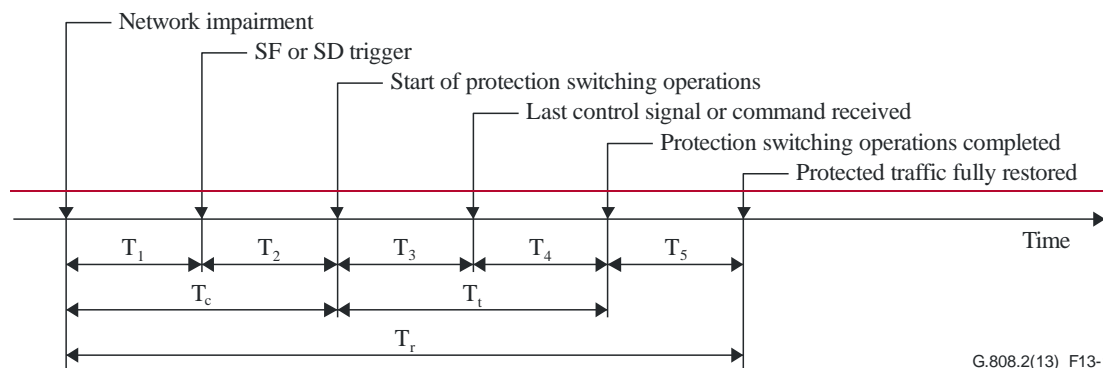 Network impairment
SF or SD trigger
Start of protection switching operations
Last control signal or command received
Protection switching operations completed
Protected traffic fully restored
Time
T1 T2 T3 T4 T5
Tc Tt
Tr
G.808.2(13)_F13-